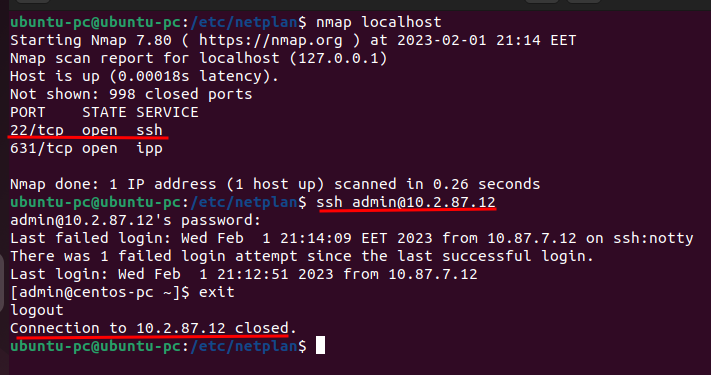 ubuntu-pc@ubuntu-pc:/etc/netplan$ nmap localhost
Starting Nmap 7.80 ( https://nmap.org ) at 2023-02-01 21:14 EET
Nmap scan report for localhost (127.0.0.1)
Host is up (0.00018s latency).
Not shown: 998 closed ports
PORT    STATE SERVICE
22/tcp  open  ssh
631/tcp open  ipp
Nmap done: 1 IP address (1 host up) scanned in 0.26 seconds
ubuntu-pc@ubuntu-pc:/etc/netplan$ ssh admin@10.2.87.12
admin@10.2.87.12's password:
Last failed login: Wed Feb  1 21:14:09 EET 2023 from 10.87.7.12 on ssh:notty
There was 1 failed login attempt since the last successful login.
Last login: Wed Feb  1 21:12:51 2023 from 10.87.7.12
[admin@centos-pc ~]$ exit
logout
Connection to 10.2.87.12 closed.
ubuntu-pc@ubuntu-pc:/etc/netplan$